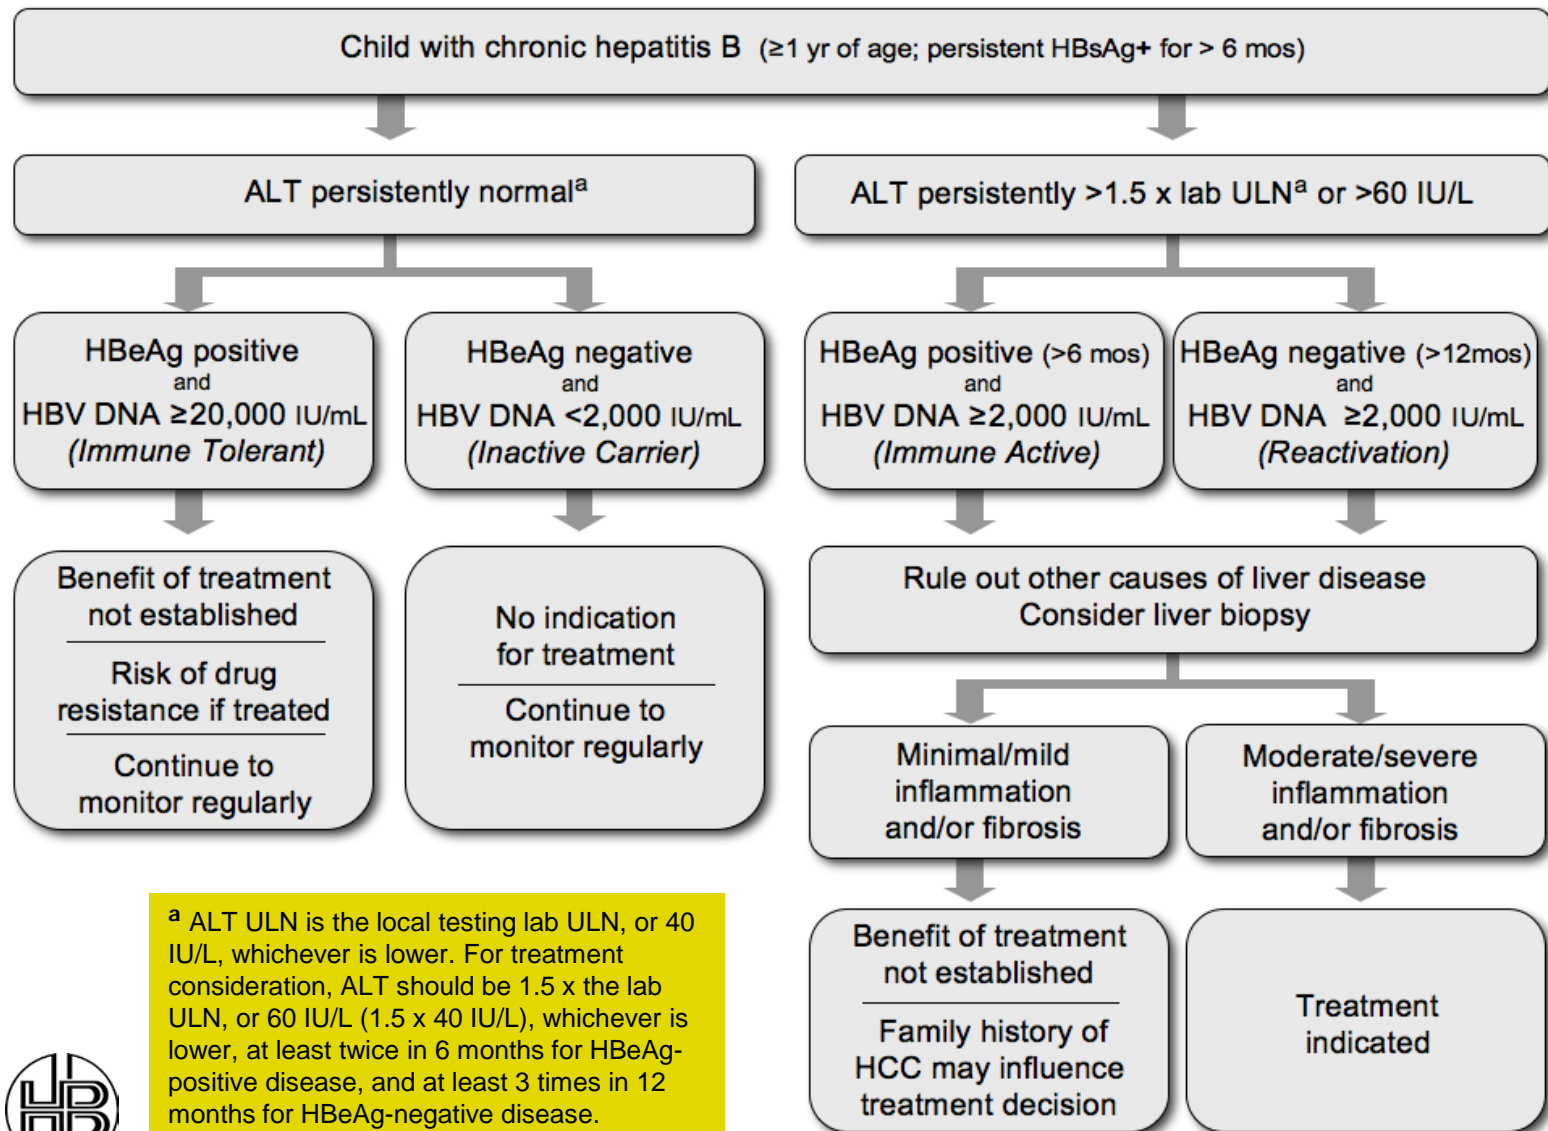 Child with chronic hepatitis B (≥1 yr of age; persistent HBsAg+ for > 6 mos)
ALT persistently normalᵃ
ALT persistently >1.5 x lab ULNᵃ or >60 IU/L
HBeAg positive
and
HBV DNA ≥20,000 IU/mL
(Immune Tolerant)
HBeAg negative
and
HBV DNA <2,000 IU/mL
(Inactive Carrier)
HBeAg positive (>6 mos)
and
HBV DNA ≥2,000 IU/mL
(Immune Active)
HBeAg negative (>12mos)
and
HBV DNA ≥2,000 IU/mL
(Reactivation)
Benefit of treatment
not established
Risk of drug
resistance if treated
Continue to
monitor regularly
No indication
for treatment
Continue to
monitor regularly
Rule out other causes of liver disease
Consider liver biopsy
Minimal/mild
inflammation
and/or fibrosis
Moderate/severe
inflammation
and/or fibrosis
Benefit of treatment
not established
Family history of
HCC may influence
treatment decision
Treatment
indicated
ᵃ ALT ULN is the local testing lab ULN, or 40
IU/L, whichever is lower. For treatment
consideration, ALT should be 1.5 x the lab
ULN, or 60 IU/L (1.5 x 40 IU/L), whichever is
lower, at least twice in 6 months for HBeAg-
positive disease, and at least 3 times in 12
months for HBeAg-negative disease.